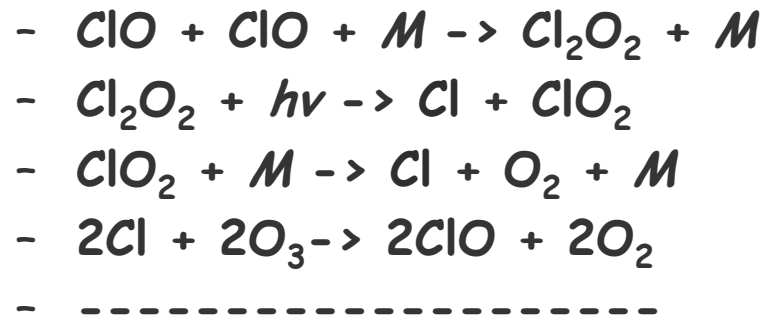 - ClO + ClO + M -> Cl₂O₂ + M
- Cl₂O₂ + hv -> Cl + ClO₂
- ClO₂ + M -> Cl + O₂ + M
- 2Cl + 2O₃-> 2ClO + 2O₂
- --------------------